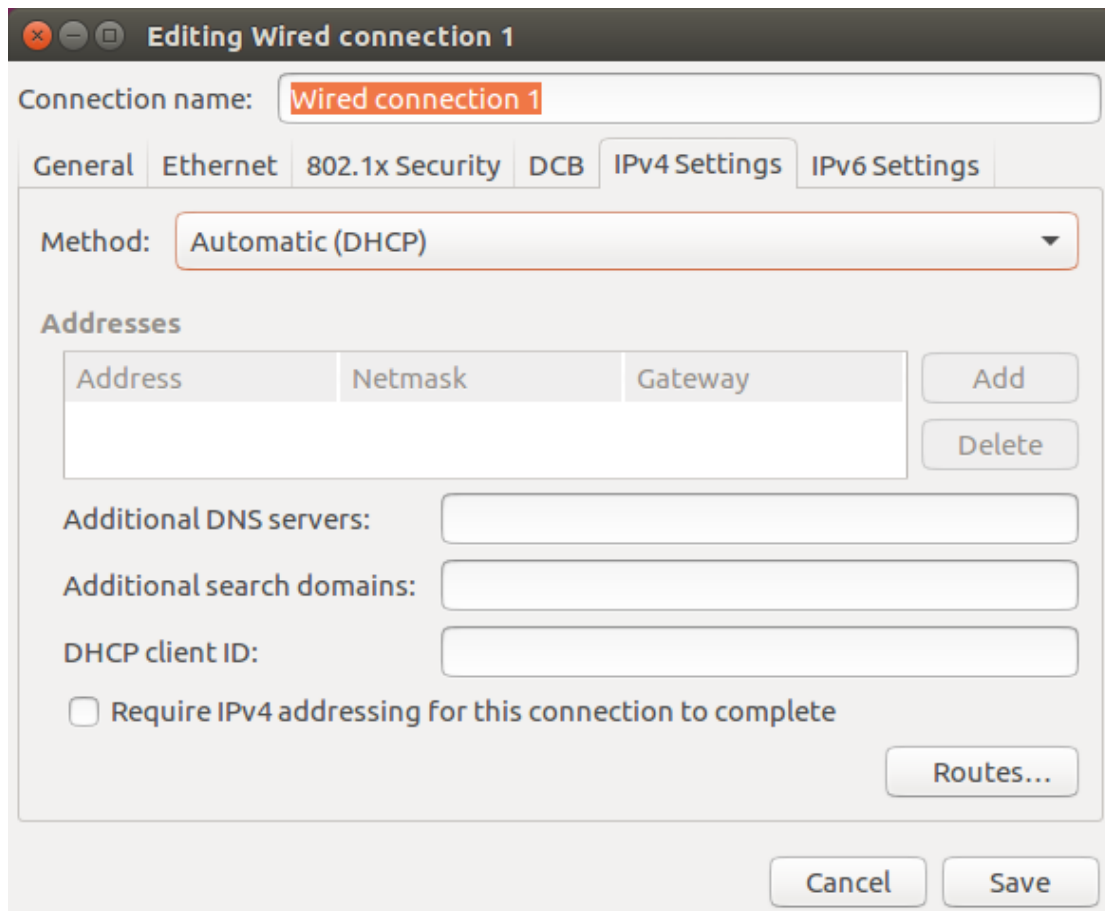 Editing Wired connection 1
Connection name: Wired connection 1
General Ethernet 802.1x Security DCB IPv4 Settings IPv6 Settings
Method: Automatic (DHCP)
Addresses
Address Netmask Gateway Add
Delete
Additional DNS servers:
Additional search domains:
DHCP client ID:
Require IPv4 addressing for this connection to complete
Routes...
Cancel Save